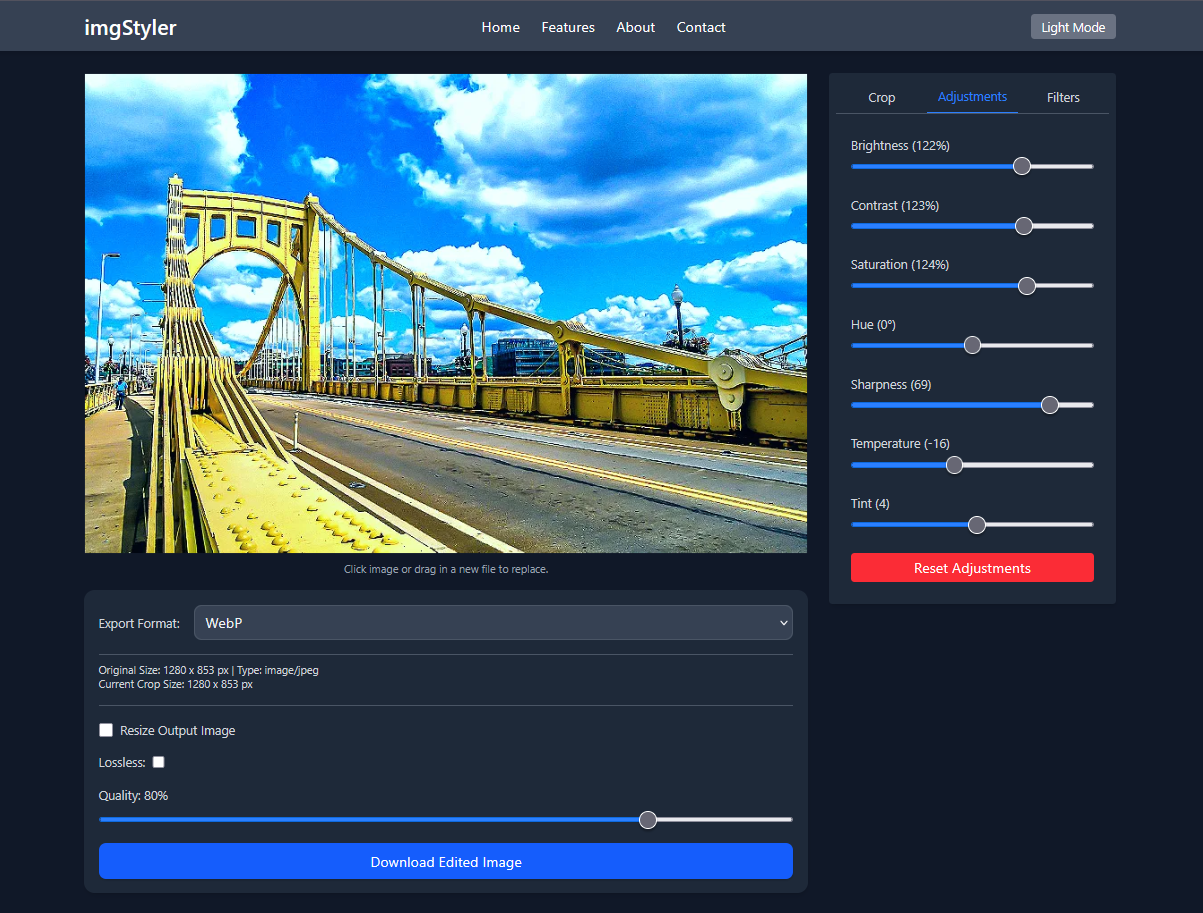 imgStyler
Home Features About Contact
Light Mode
Crop Adjustments Filters
Brightness (122%)
Contrast (123%)
Saturation (124%)
Hue (0°)
Sharpness (69)
Temperature (-16)
Tint (4)
Reset Adjustments
Click image or drag in a new file to replace.
Export Format: WebP
Original Size: 1280 x 853 px | Type: image/jpeg
Current Crop Size: 1280 x 853 px
Resize Output Image
Lossless:
Quality: 80%
Download Edited Image